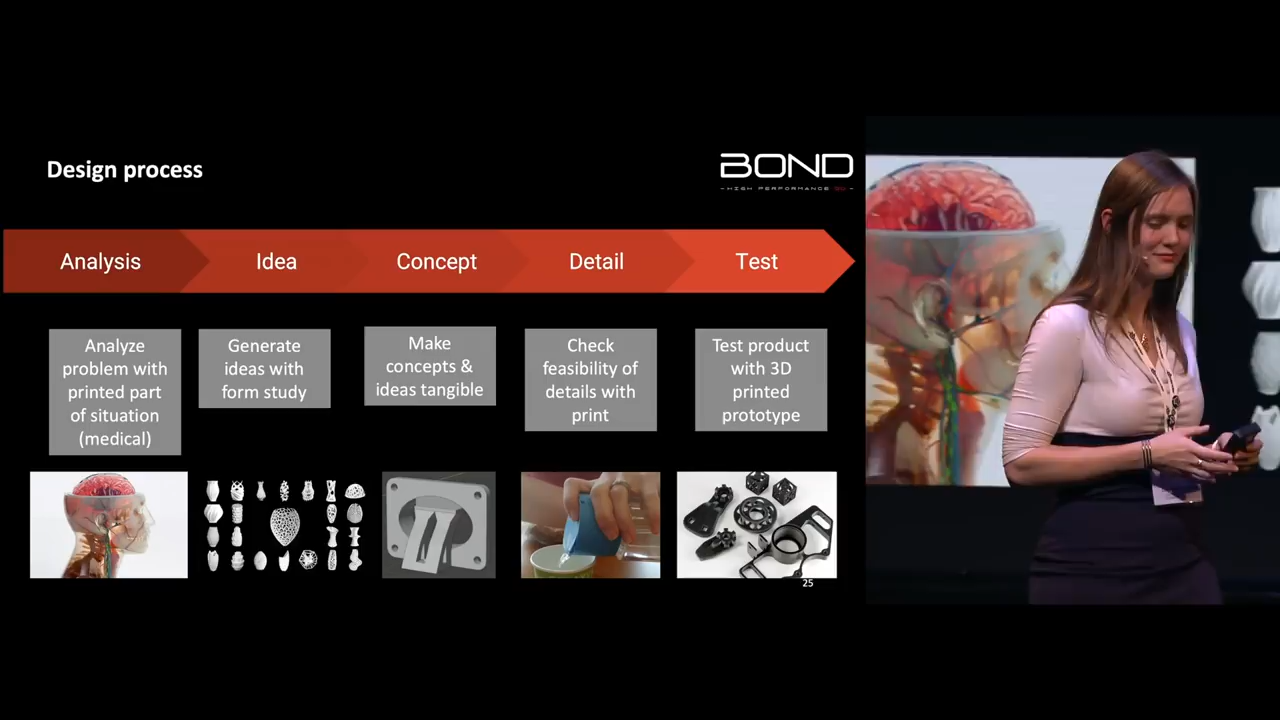 Design process
BOND
HIGH PERFORMANCE
Analysis
Idea
Concept
Detail
Test
Analyze
problem with
printed part
of situation
(medical)
Generate
ideas with
form study
Make
concepts &
ideas tangible
Check
feasibility of
details with
print
Test product
with 3D
printed
prototype
25